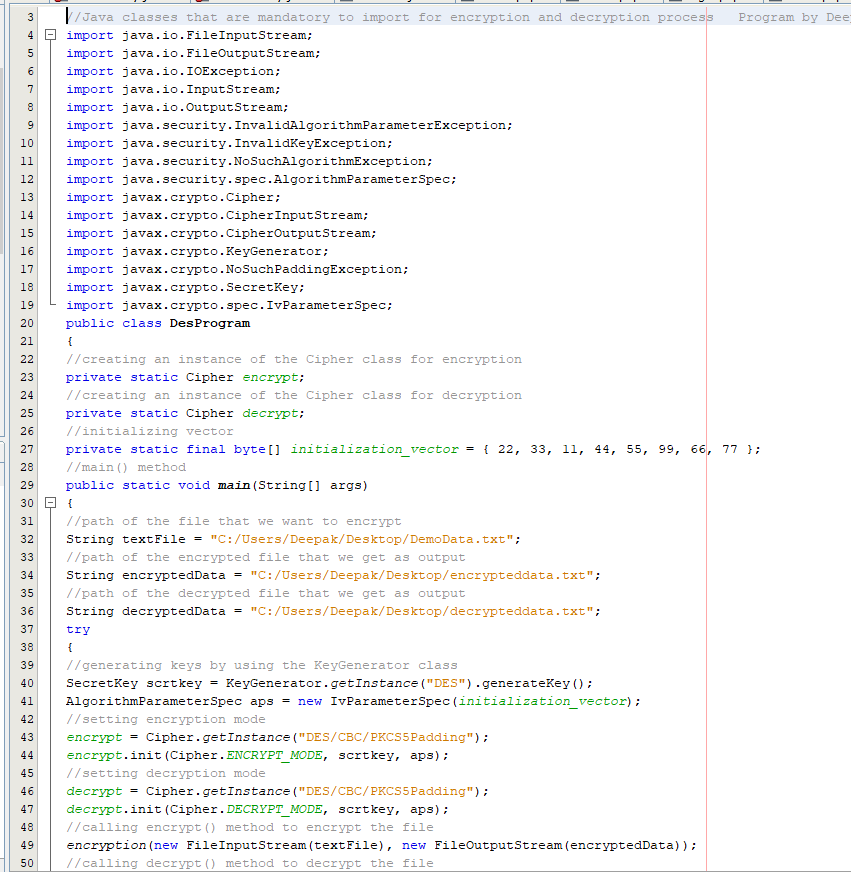 3 //Java classes that are mandatory to import for encryption and decryption process Program by Dee
4 import java.io.FileInputStream;
5 import java.io.FileOutputStream;
6 import java.io.IOException;
7 import java.io.InputStream;
8 import java.io.OutputStream;
9 import java.security.InvalidAlgorithmParameterException;
10 import java.security.InvalidKeyException;
11 import java.security.NoSuchAlgorithmException;
12 import java.security.spec.AlgorithmParameterSpec;
13 import javax.crypto.Cipher;
14 import javax.crypto.CipherInputStream;
15 import javax.crypto.CipherOutputStream;
16 import javax.crypto.KeyGenerator;
17 import javax.crypto.NoSuchPaddingException;
18 import javax.crypto.SecretKey;
19 import javax.crypto.spec.IvParameterSpec;
20 public class DesProgram
21 {
22 //creating an instance of the Cipher class for encryption
23 private static Cipher encrypt;
24 //creating an instance of the Cipher class for decryption
25 private static Cipher decrypt;
26 //initializing vector
27 private static final byte[] initialization_vector = { 22, 33, 11, 44, 55, 99, 66, 77 };
28 //main() method
29 public static void main(String[] args)
30 {
31 //path of the file that we want to encrypt
32 String textFile = "C:/Users/Deepak/Desktop/DemoData.txt";
33 //path of the encrypted file that we get as output
34 String encryptedData = "C:/Users/Deepak/Desktop/encrypteddata.txt";
35 //path of the decrypted file that we get as output
36 String decryptedData = "C:/Users/Deepak/Desktop/decrypteddata.txt";
37 try
38 {
39 //generating keys by using the KeyGenerator class
40 SecretKey scrtkey = KeyGenerator.getInstance("DES").generateKey();
41 AlgorithmParameterSpec aps = new IvParameterSpec(initialization_vector);
42 //setting encryption mode
43 encrypt = Cipher.getInstance("DES/CBC/PKCS5Padding");
44 encrypt.init(Cipher.ENCRYPT_MODE, scrtkey, aps);
45 //setting decryption mode
46 decrypt = Cipher.getInstance("DES/CBC/PKCS5Padding");
47 decrypt.init(Cipher.DECRYPT_MODE, scrtkey, aps);
48 //calling encrypt() method to encrypt the file
49 encryption(new FileInputStream(textFile), new FileOutputStream(encryptedData));
50 //calling decrypt() method to decrypt the file